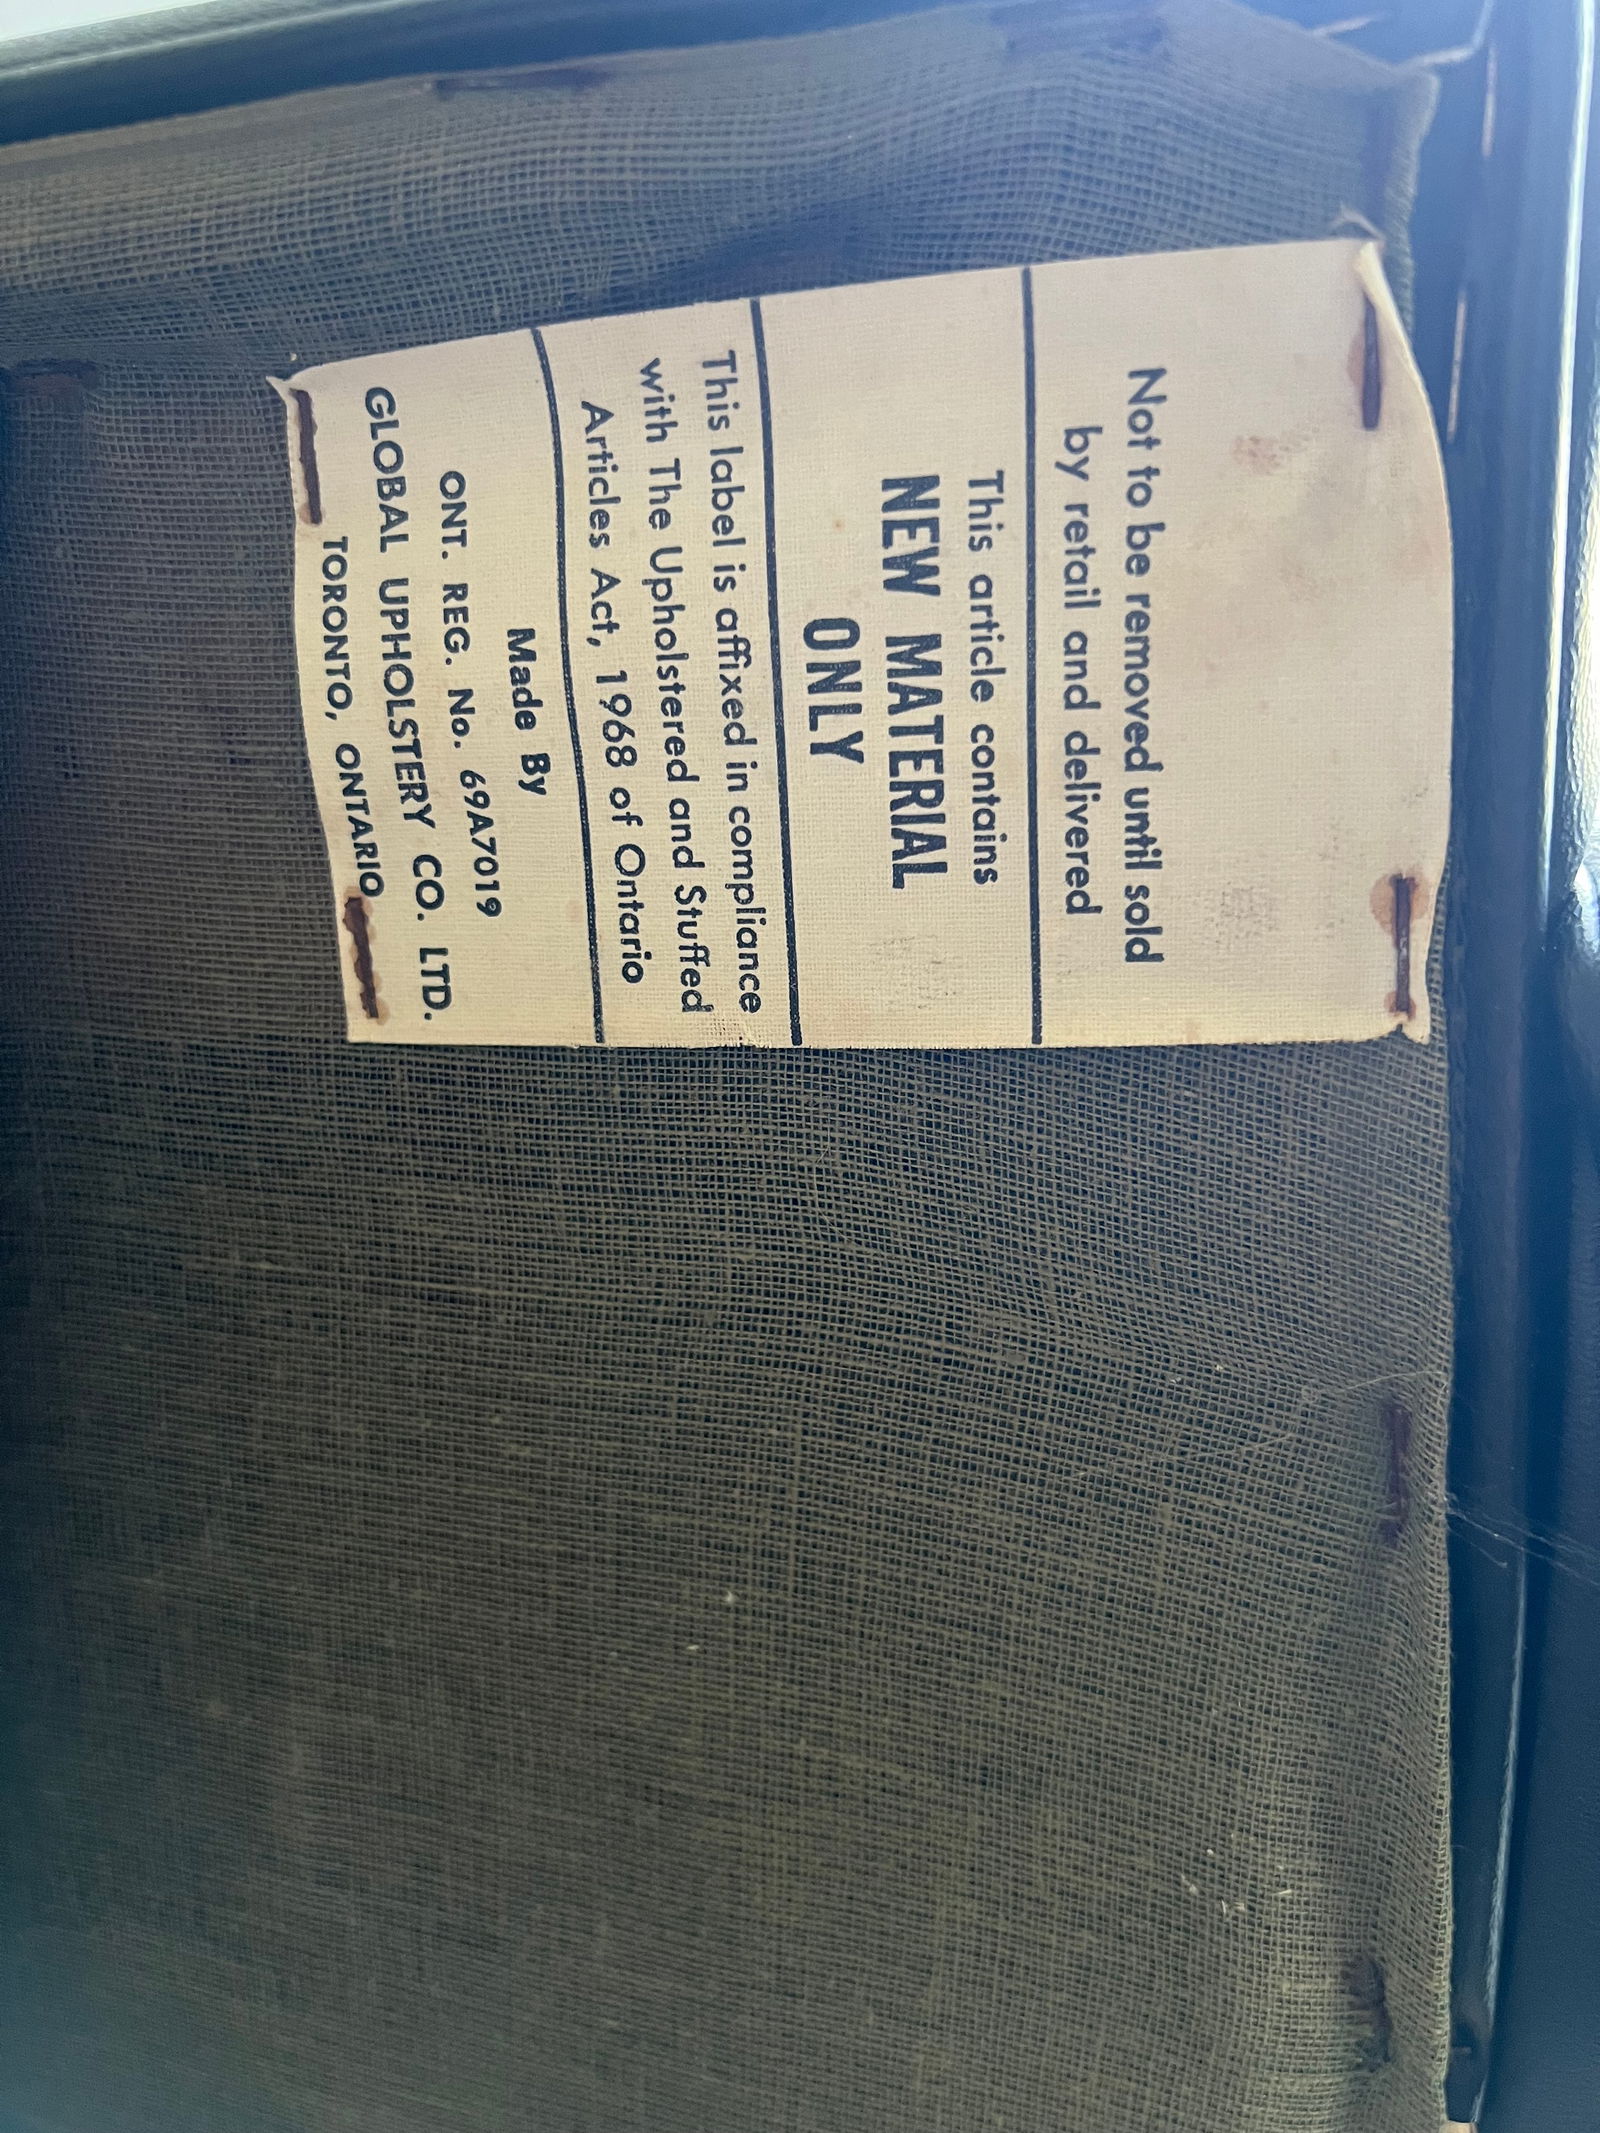 Not to be removed until sold
by retail and delivered
This article contains
NEW MATERIAL
ONLY
This label is affixed in compliance
with The Upholstered and Stuffed
Articles Act, 1968 of Ontario
Made By
ONT. REG. No. 69A7019
GLOBAL UPHOLSTERY CO. LTD.
TORONTO, ONTARIO